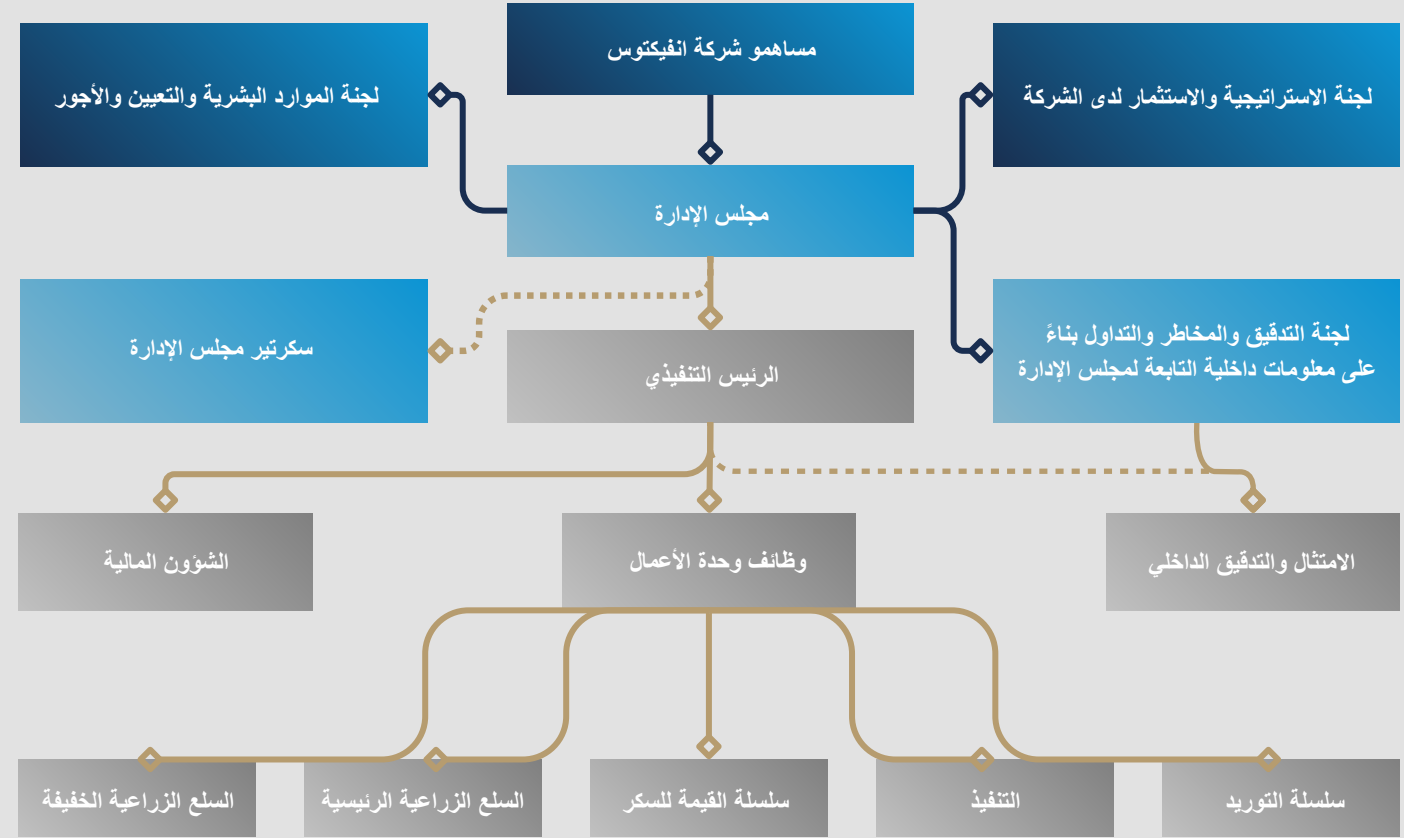 مساهمو شركة انفيكتوس
لجنة الاستراتيجية والاستثمار لدى الشركة
لجنة الموارد البشرية والتعيين والأجور
مجلس الإدارة
لجنة التدقيق والمخاطر والتداول بناءً
على معلومات داخلية التابعة لمجلس الإدارة
الرئيس التنفيذي
سكرتير مجلس الإدارة
الامتثال والتدقيق الداخلي
وظائف وحدة الأعمال
الشؤون المالية
سلسلة التوريد
التنفيذ
سلسلة القيمة للسكر
السلع الزراعية الرئيسية
السلع الزراعية الخفيفة